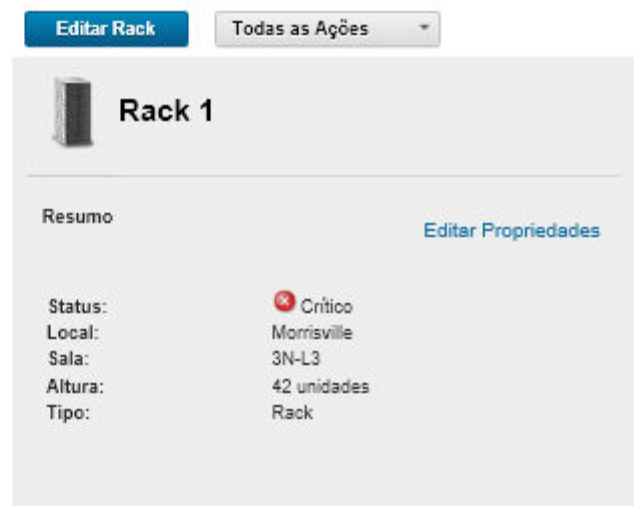 Editar Rack
Todas as Ações
Rack 1
Resumo
Editar Propriedades
Status: Crítico
Local: Morrisville
Sala: 3N-L3
Altura: 42 unidades
Tipo: Rack